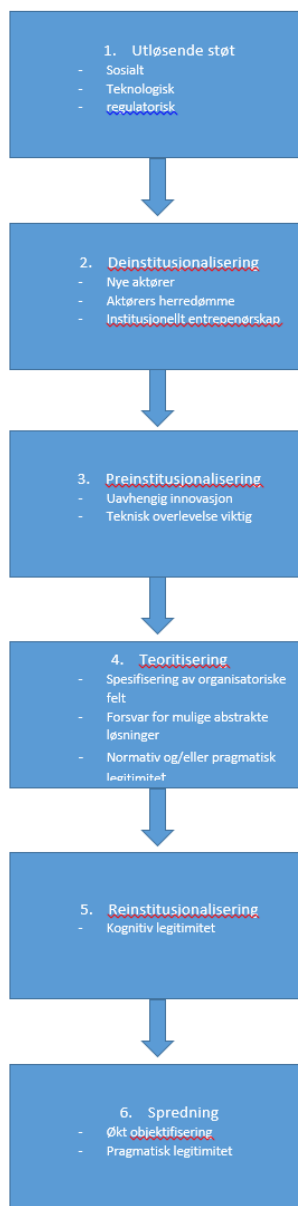 1. Utløsende støt
- Sosialt
- Teknologisk
- regulatorisk
2. Deinstitusionalisering
- Nye aktører
- Aktørers herredømme
- Institusjonellt entrepenørskap
3. Preinstitusjonalisering
- Uavhengig innovasjon
- Teknisk overlevelse viktig
4. Teoritisering
- Spesifisering av organisatoriske
felt
- Forsvar for mulige abstrakte
løsninger
- Normativ og/eller pragmatisk
legitimitet
5. Reinstitusionalisering
- Kognitiv legitimitet
6. Spredning
- Økt objektifisering
- Pragmatisk legitimitet